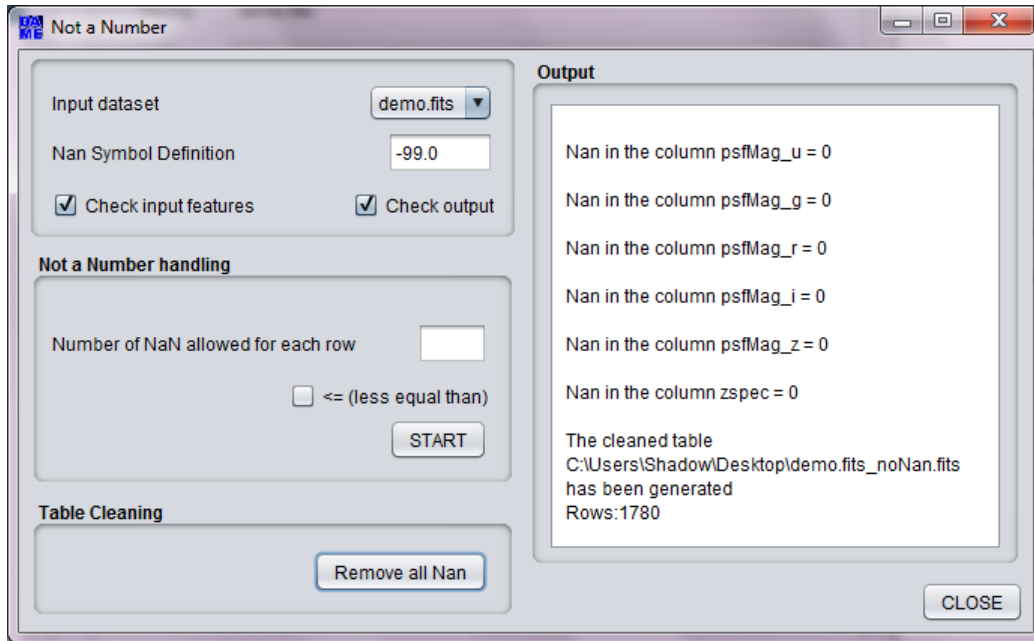 DA
ME
Not a Number
Input dataset
demo.fits
Nan Symbol Definition
-99.0
Check input features
Check output
Not a Number handling
Number of NaN allowed for each row
<= (less equal than)
START
Table Cleaning
Remove all Nan
Output
Nan in the column psfMag_u = 0
Nan in the column psfMag_g = 0
Nan in the column psfMag_r = 0
Nan in the column psfMag_i = 0
Nan in the column psfMag_z = 0
Nan in the column zspec = 0
The cleaned table
C:\Users\Shadow\Desktop\demo.fits_noNan.fits
has been generated
Rows:1780
CLOSE